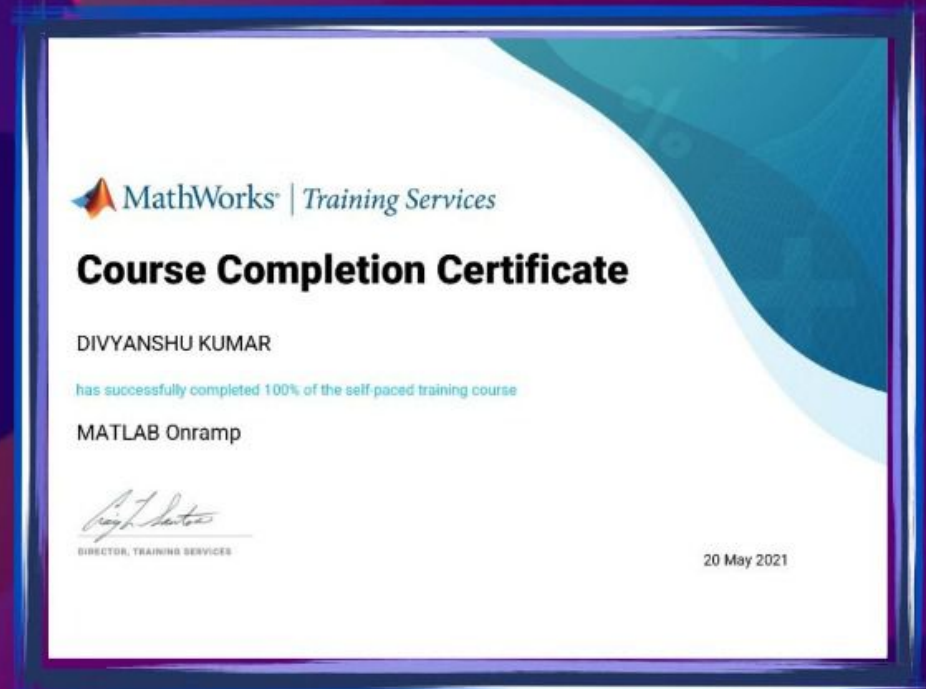 MathWorks® | Training Services
Course Completion Certificate
DIVYANSHU KUMAR
has successfully completed 100% of the self-paced training course
MATLAB Onramp
DIRECTOR, TRAINING SERVICES
20 May 2021